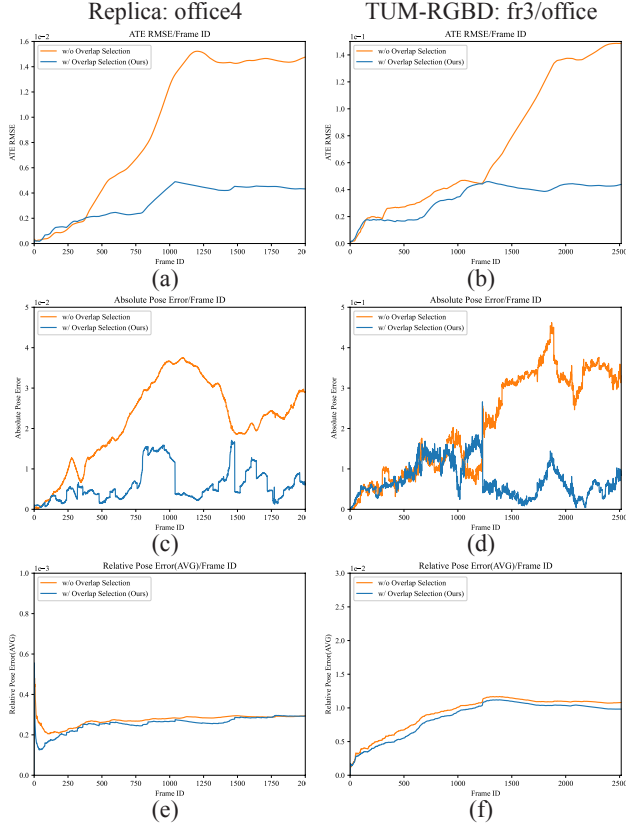 Replica: office4
TUM-RGBD: fr3/office
ATE RMSE/Frame ID
1e−2
w/o Overlap Selection
w/ Overlap Selection (Ours)
ATE RMSE
1.6
1.4
1.2
1.0
0.8
0.6
0.4
0.2
0.0
0 250 500 750 1000 1250 1500 1750 2000
Frame ID
(a)
ATE RMSE/Frame ID
1e−1
w/o Overlap Selection
w/ Overlap Selection (Ours)
ATE RMSE
1.4
1.2
1.0
0.8
0.6
0.4
0.2
0.0
0 500 1000 1500 2000 2500
Frame ID
(b)
Absolute Pose Error/Frame ID
1e−2
w/o Overlap Selection
w/ Overlap Selection (Ours)
Absolute Pose Error
5
4
3
2
1
0
0 250 500 750 1000 1250 1500 1750 2000
Frame ID
(c)
Absolute Pose Error/Frame ID
1e−1
w/o Overlap Selection
w/ Overlap Selection (Ours)
Absolute Pose Error
5
4
3
2
1
0
0 500 1000 1500 2000 2500
Frame ID
(d)
Relative Pose Error(AVG)/Frame ID
1e−3
w/o Overlap Selection
w/ Overlap Selection (Ours)
Relative Pose Error(AVG)
1.0
0.8
0.6
0.4
0.2
0.0
0 250 500 750 1000 1250 1500 1750 2000
Frame ID
(e)
Relative Pose Error(AVG)/Frame ID
1e−2
w/o Overlap Selection
w/ Overlap Selection (Ours)
Relative Pose Error(AVG)
3.0
2.5
2.0
1.5
1.0
0.5
0.0
0 500 1000 1500 2000 2500
Frame ID
(f)